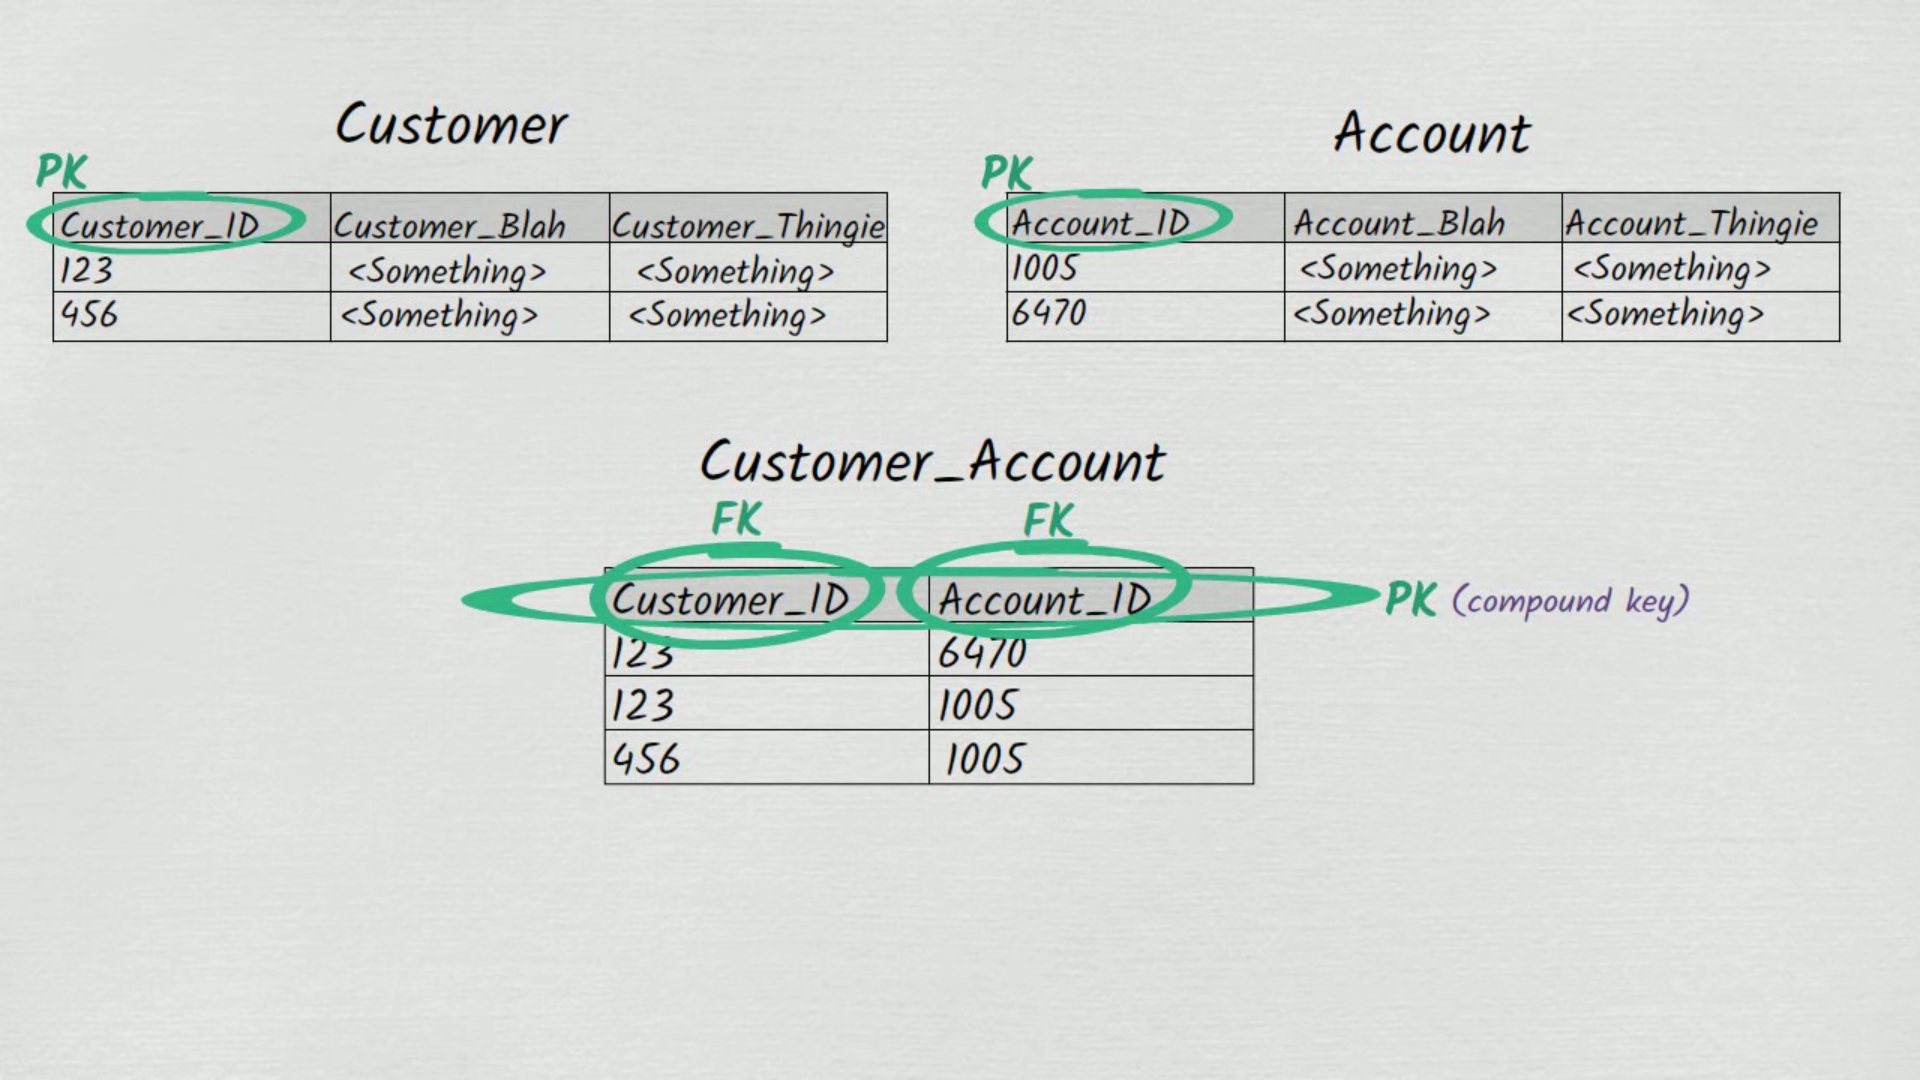 Customer
PK
Customer_ID Customer_Blah Customer_Thingie
123 <Something> <Something>
456 <Something> <Something>
Account
PK
Account_ID Account_Blah Account_Thingie
1005 <Something> <Something>
6470 <Something> <Something>
Customer_Account
FK FK
Customer_ID Account_ID PK (compound key)
123 6470
123 1005
456 1005